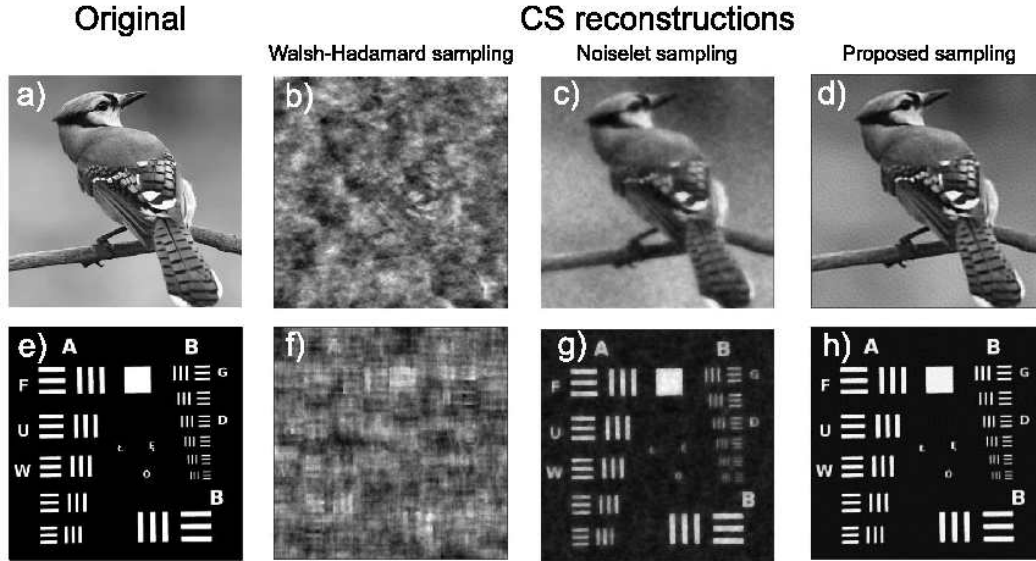 Original
CS reconstructions
Walsh-Hadamard sampling
Noiselet sampling
Proposed sampling
a)
b)
c)
d)
e)
A
B
F
G
U
D
W
E
O
B
f)
g)
A
B
F
G
U
D
W
B
h)
A
B
F
G
U
D
W
E
O
B